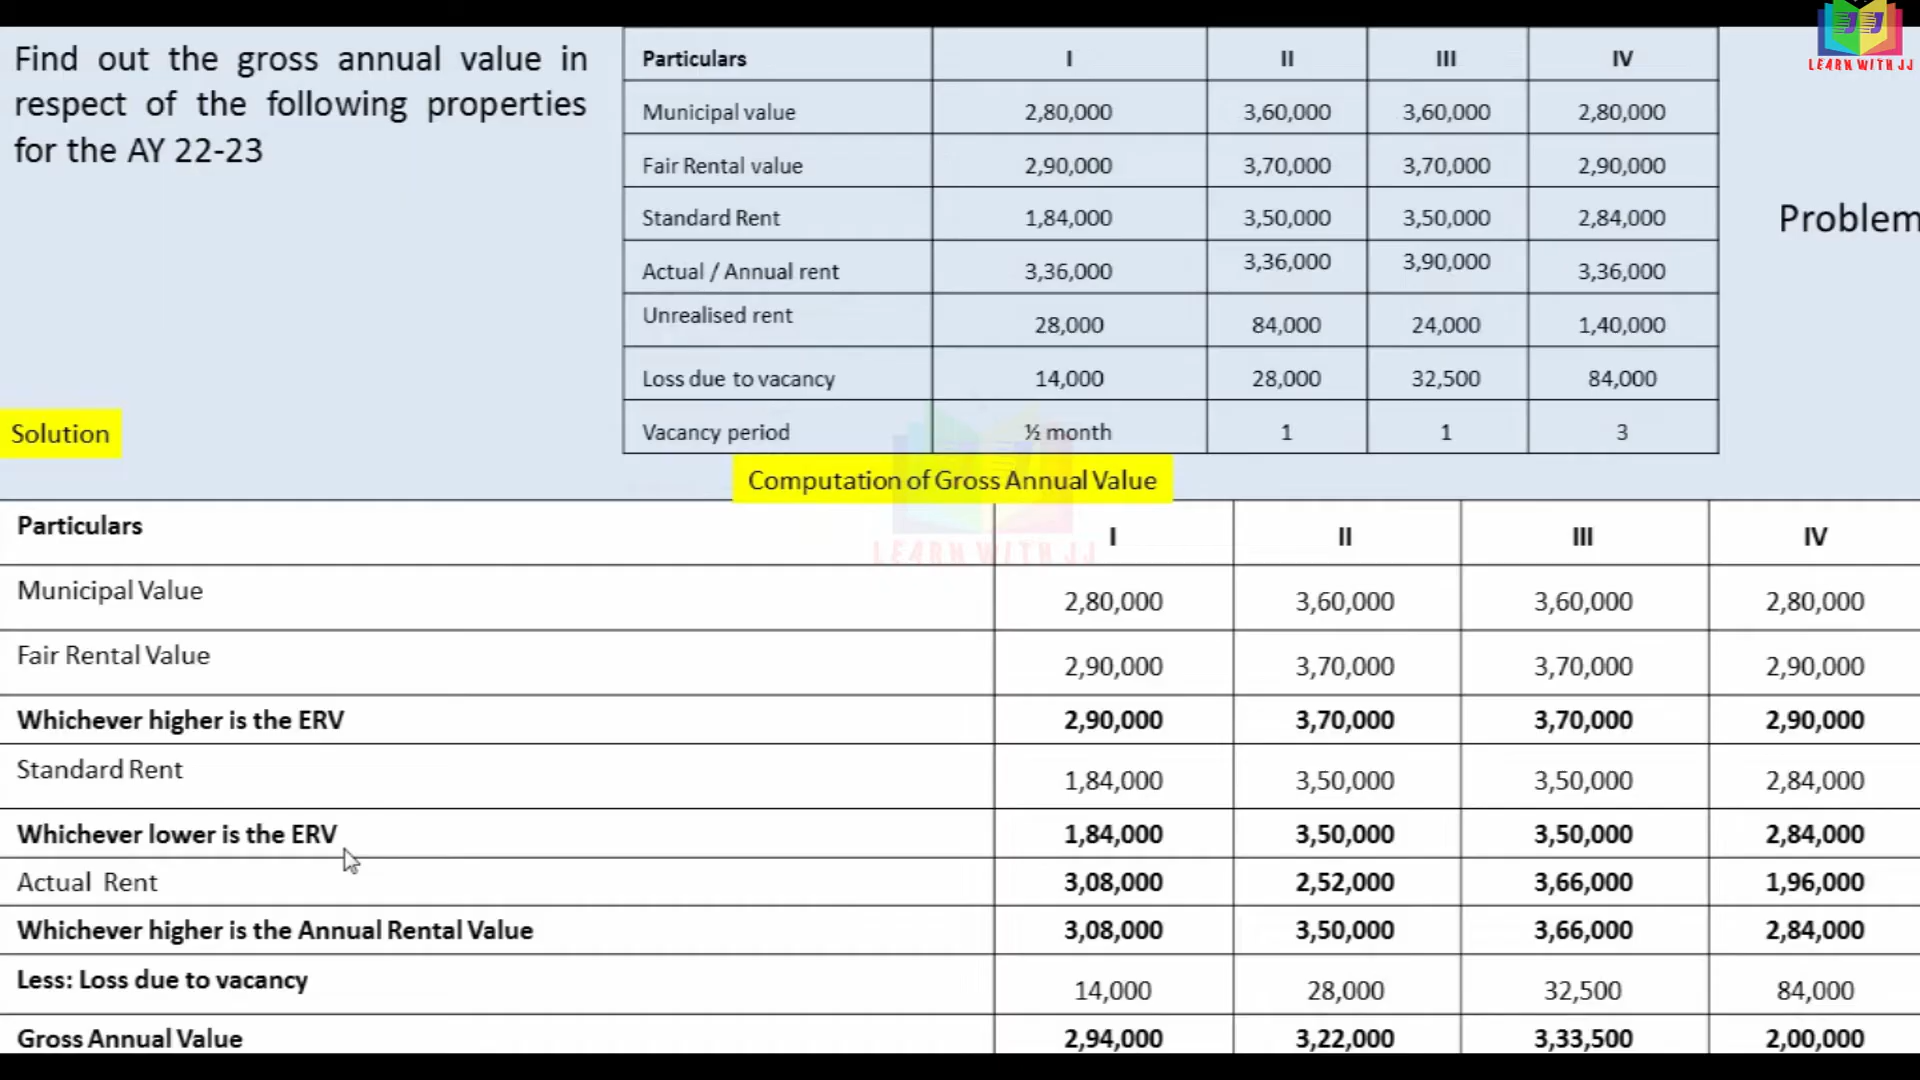 LEARN WITH JJ
Find out the gross annual value in
respect of the following properties
for the AY 22-23
Particulars I II III IV
Municipal value 2,80,000 3,60,000 3,60,000 2,80,000
Fair Rental value 2,90,000 3,70,000 3,70,000 2,90,000
Standard Rent 1,84,000 3,50,000 3,50,000 2,84,000
Actual / Annual rent 3,36,000 3,36,000 3,90,000 3,36,000
Unrealised rent 28,000 84,000 24,000 1,40,000
Loss due to vacancy 14,000 28,000 32,500 84,000
Vacancy period ½ month 1 1 3
Problem
Solution
Computation of Gross Annual Value
LEARN WITH JJ
Particulars I II III IV
Municipal Value 2,80,000 3,60,000 3,60,000 2,80,000
Fair Rental Value 2,90,000 3,70,000 3,70,000 2,90,000
Whichever higher is the ERV 2,90,000 3,70,000 3,70,000 2,90,000
Standard Rent 1,84,000 3,50,000 3,50,000 2,84,000
Whichever lower is the ERV 1,84,000 3,50,000 3,50,000 2,84,000
Actual Rent 3,08,000 2,52,000 3,66,000 1,96,000
Whichever higher is the Annual Rental Value 3,08,000 3,50,000 3,66,000 2,84,000
Less: Loss due to vacancy 14,000 28,000 32,500 84,000
Gross Annual Value 2,94,000 3,22,000 3,33,500 2,00,000